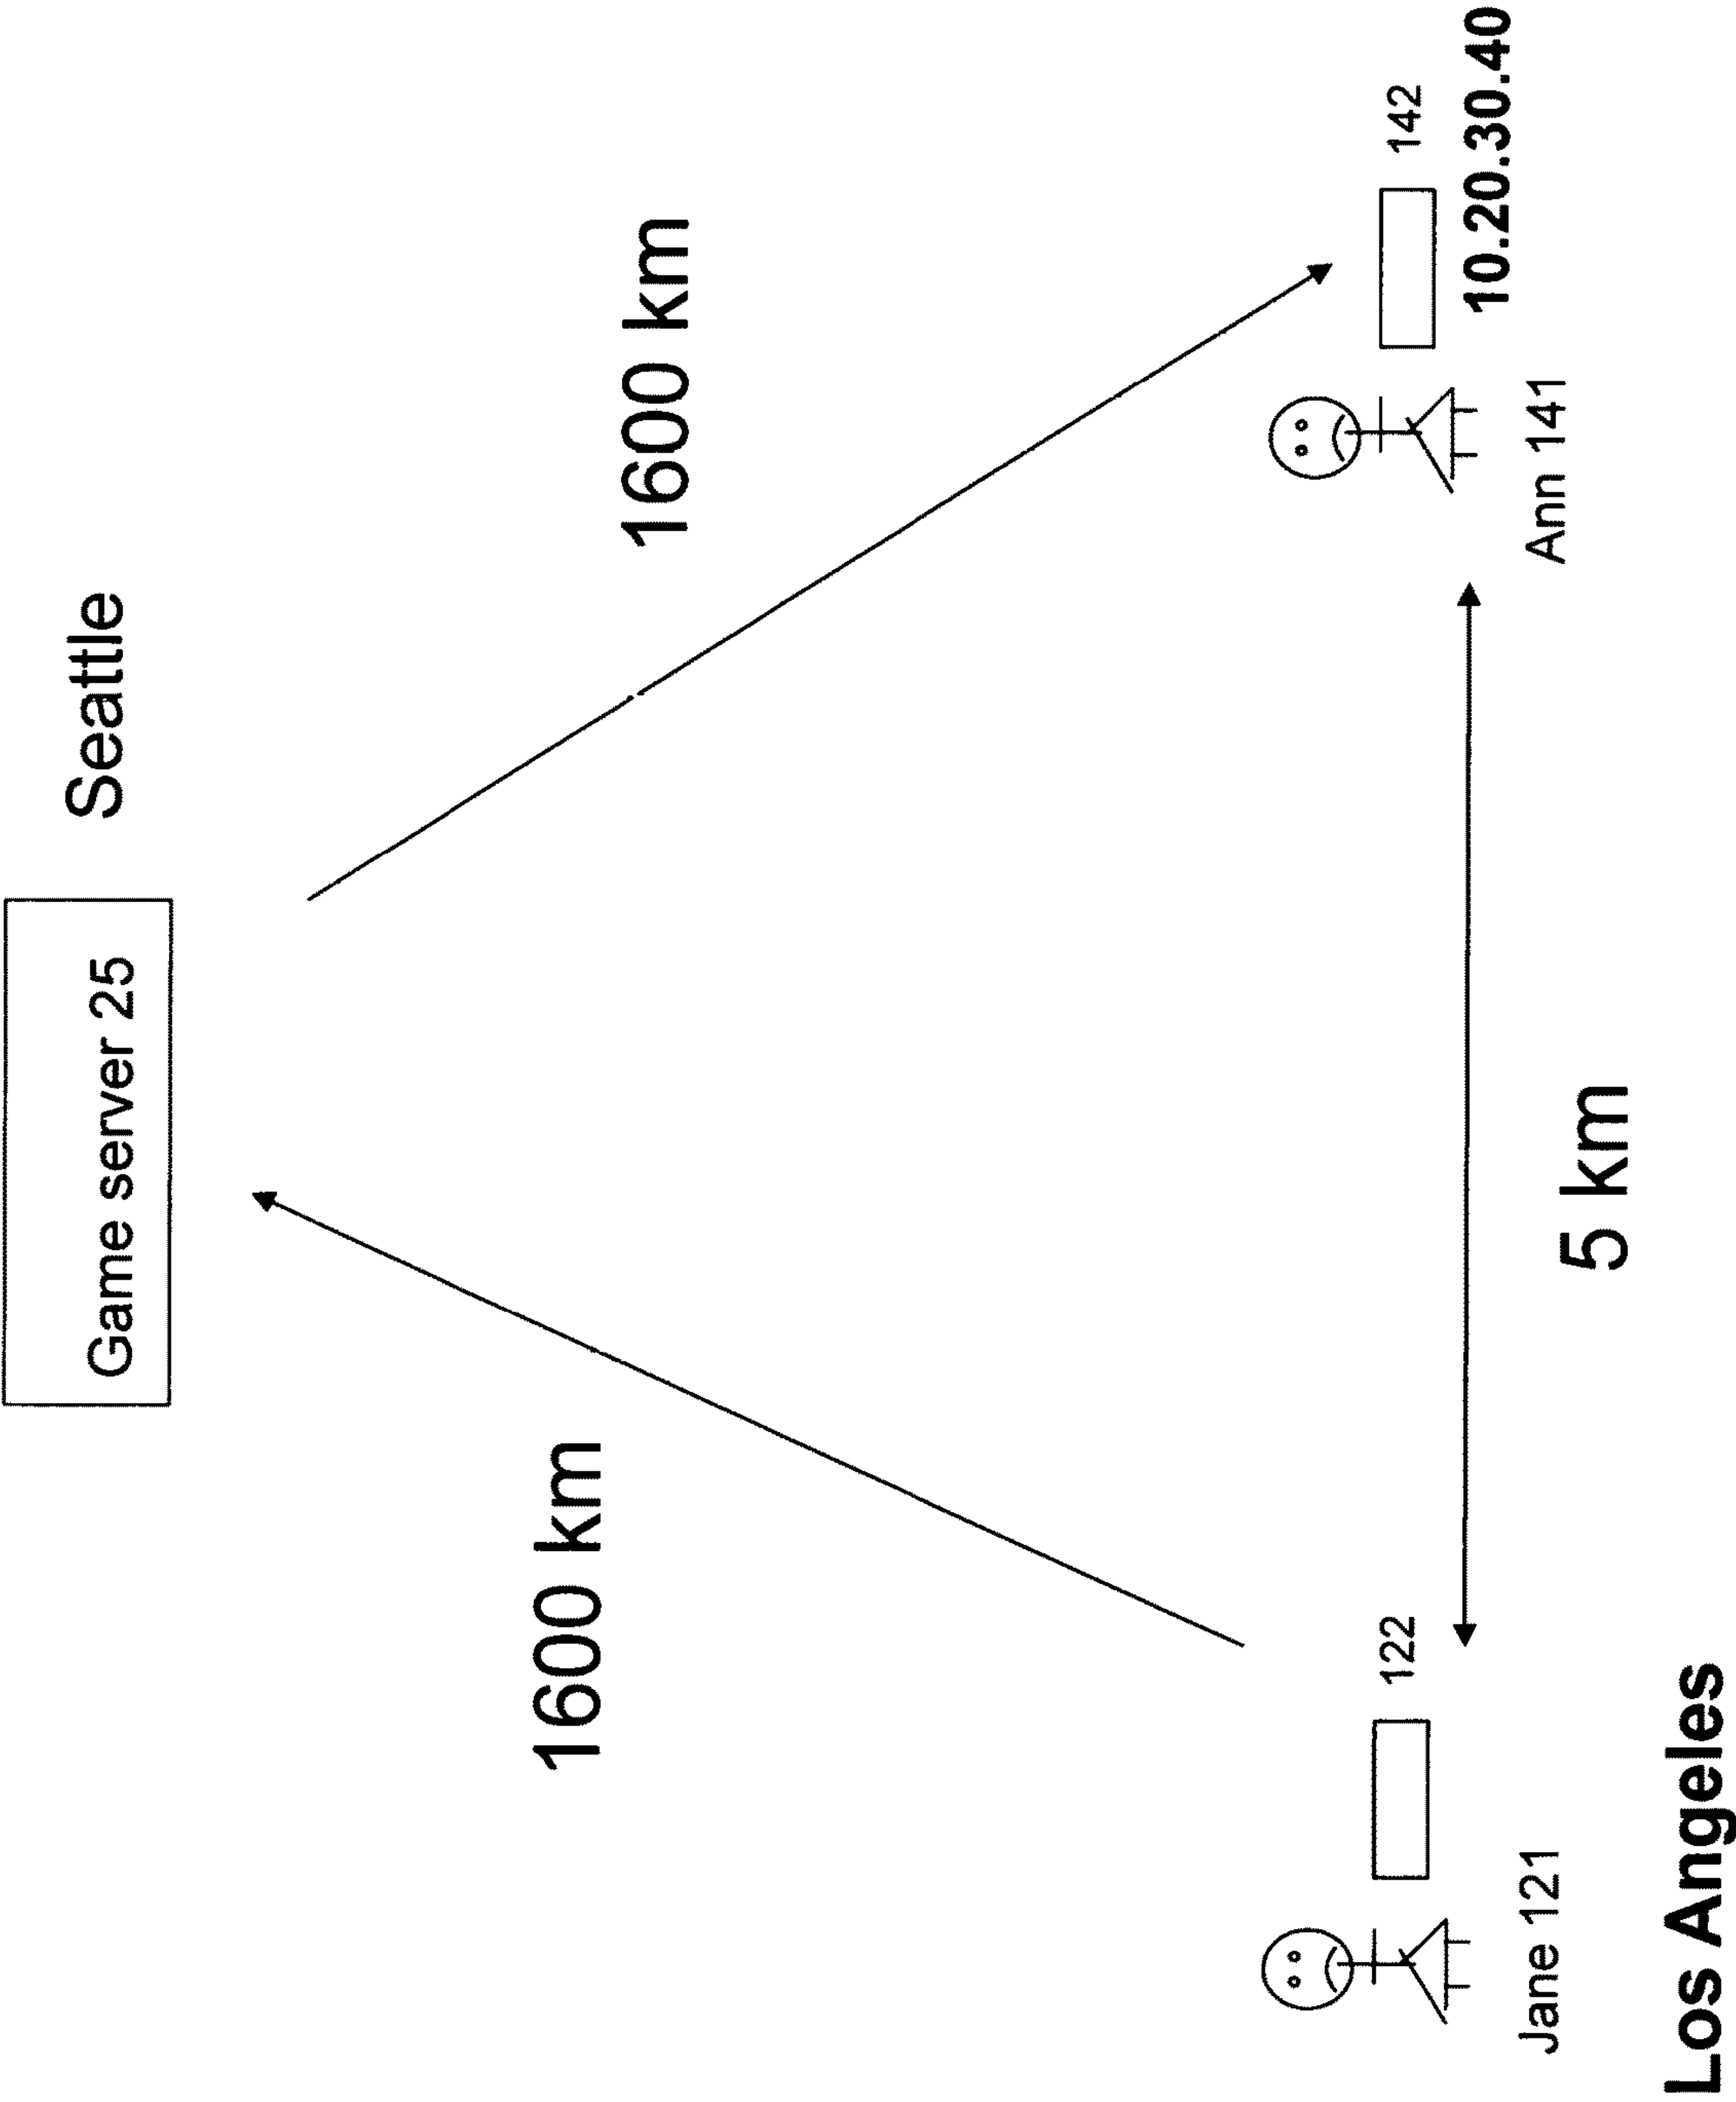 Game server 25
Seattle
1600 km
1600 km
122
142
10.20.30.40
Jane 121
Ann 141
5 km
Los Angeles